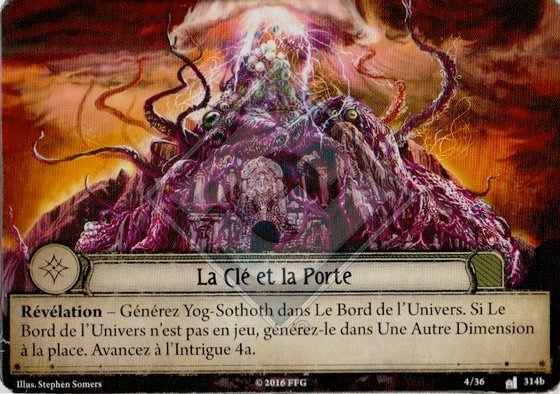 La Clé et la Porte
Révélation – Générez Yog-Sothoth dans Le Bord de l'Univers. Si Le
Bord de l'Univers n'est pas en jeu, générez-le dans Une Autre Dimension
à la place. Avancez à l'Intrigue 4a.
Illus. Stephen Somers © 2016 FFG 4/36 314b